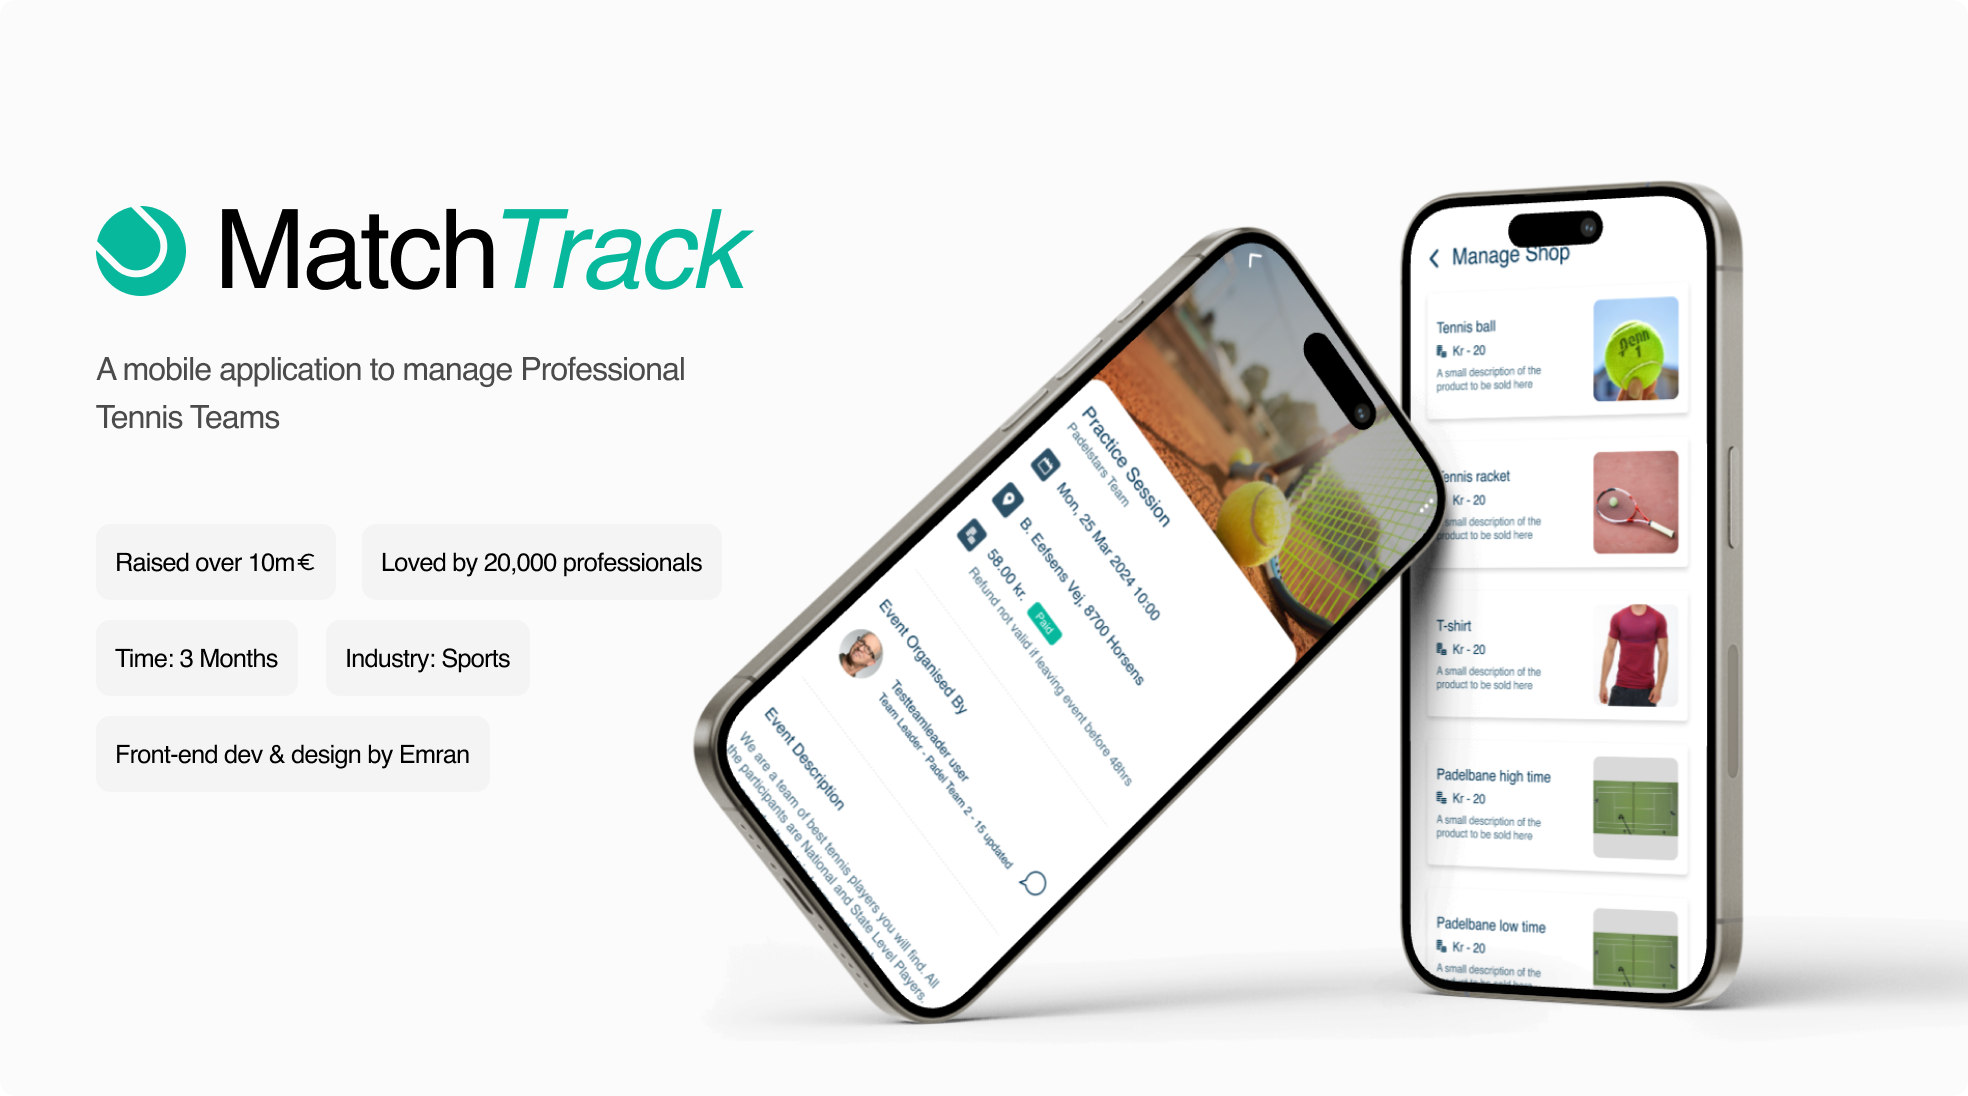 MatchTrack
A mobile application to manage Professional
Tennis Teams
Raised over 10m€
Loved by 20,000 professionals
Time: 3 Months
Industry: Sports
Front-end dev & design by Emran
Practice Session
Padelstars Team
Mon, 25 Mar 2024 10:00
B. Eefsens Vej, 8700 Horsens
58.00 kr.
Paid
Refund not valid if leaving event before 48hrs
Event Organised By
Testteamleader user
Team Leader - Padel Team 2 - 15 updated
Event Description
We are a team of best tennis players you will find. All
the participants are National and State Level Players.
Manage Shop
Tennis ball
Kr - 20
A small description of the
product to be sold here
Penn
1
ennis racket
Kr - 20
small description of the
roduct to be sold here
T-shirt
Kr - 20
A small description of the
product to be sold here
Padelbane high time
Kr - 20
A small description of the
product to be sold here
Padelbane low time
Kr - 20
A small description of the